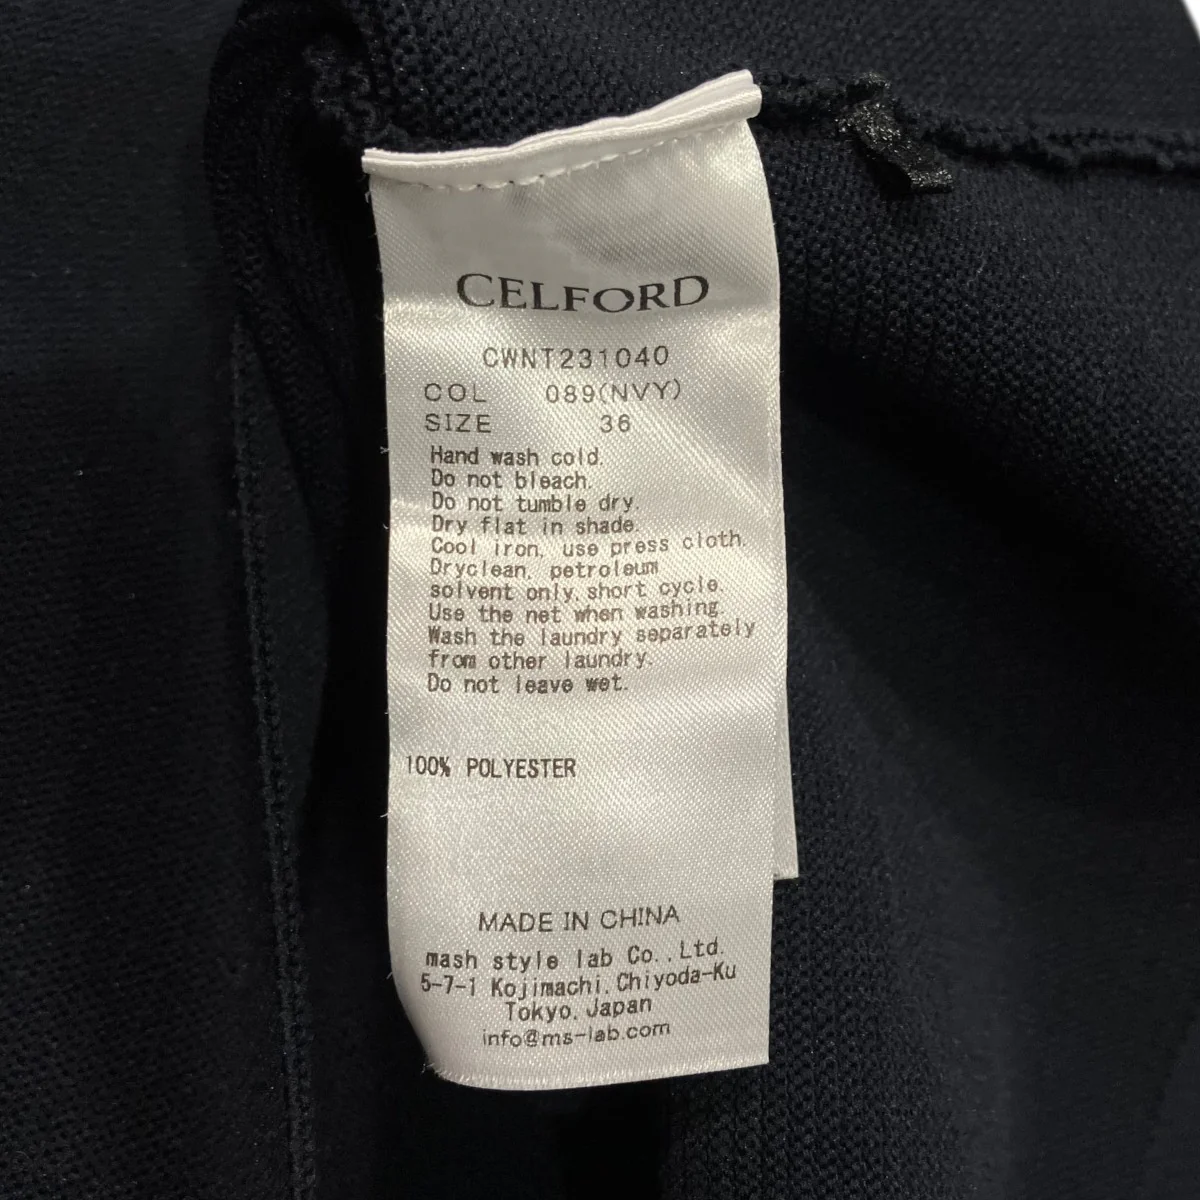 CELFORD
CWNT231040
COL 089(NVY)
SIZE 36
Hand wash cold.
Do not bleach.
Do not tumble dry.
Dry flat in shade.
Cool iron, use press cloth.
Dryclean, petroleum
solvent only, short cycle.
Use the net when washing.
Wash the laundry separately
from other laundry.
Do not leave wet.
100% POLYESTER
MADE IN CHINA
mash style lab Co., Ltd.
5-7-1 Kojimachi, Chiyoda-Ku
Tokyo, Japan
info@ms-lab.com